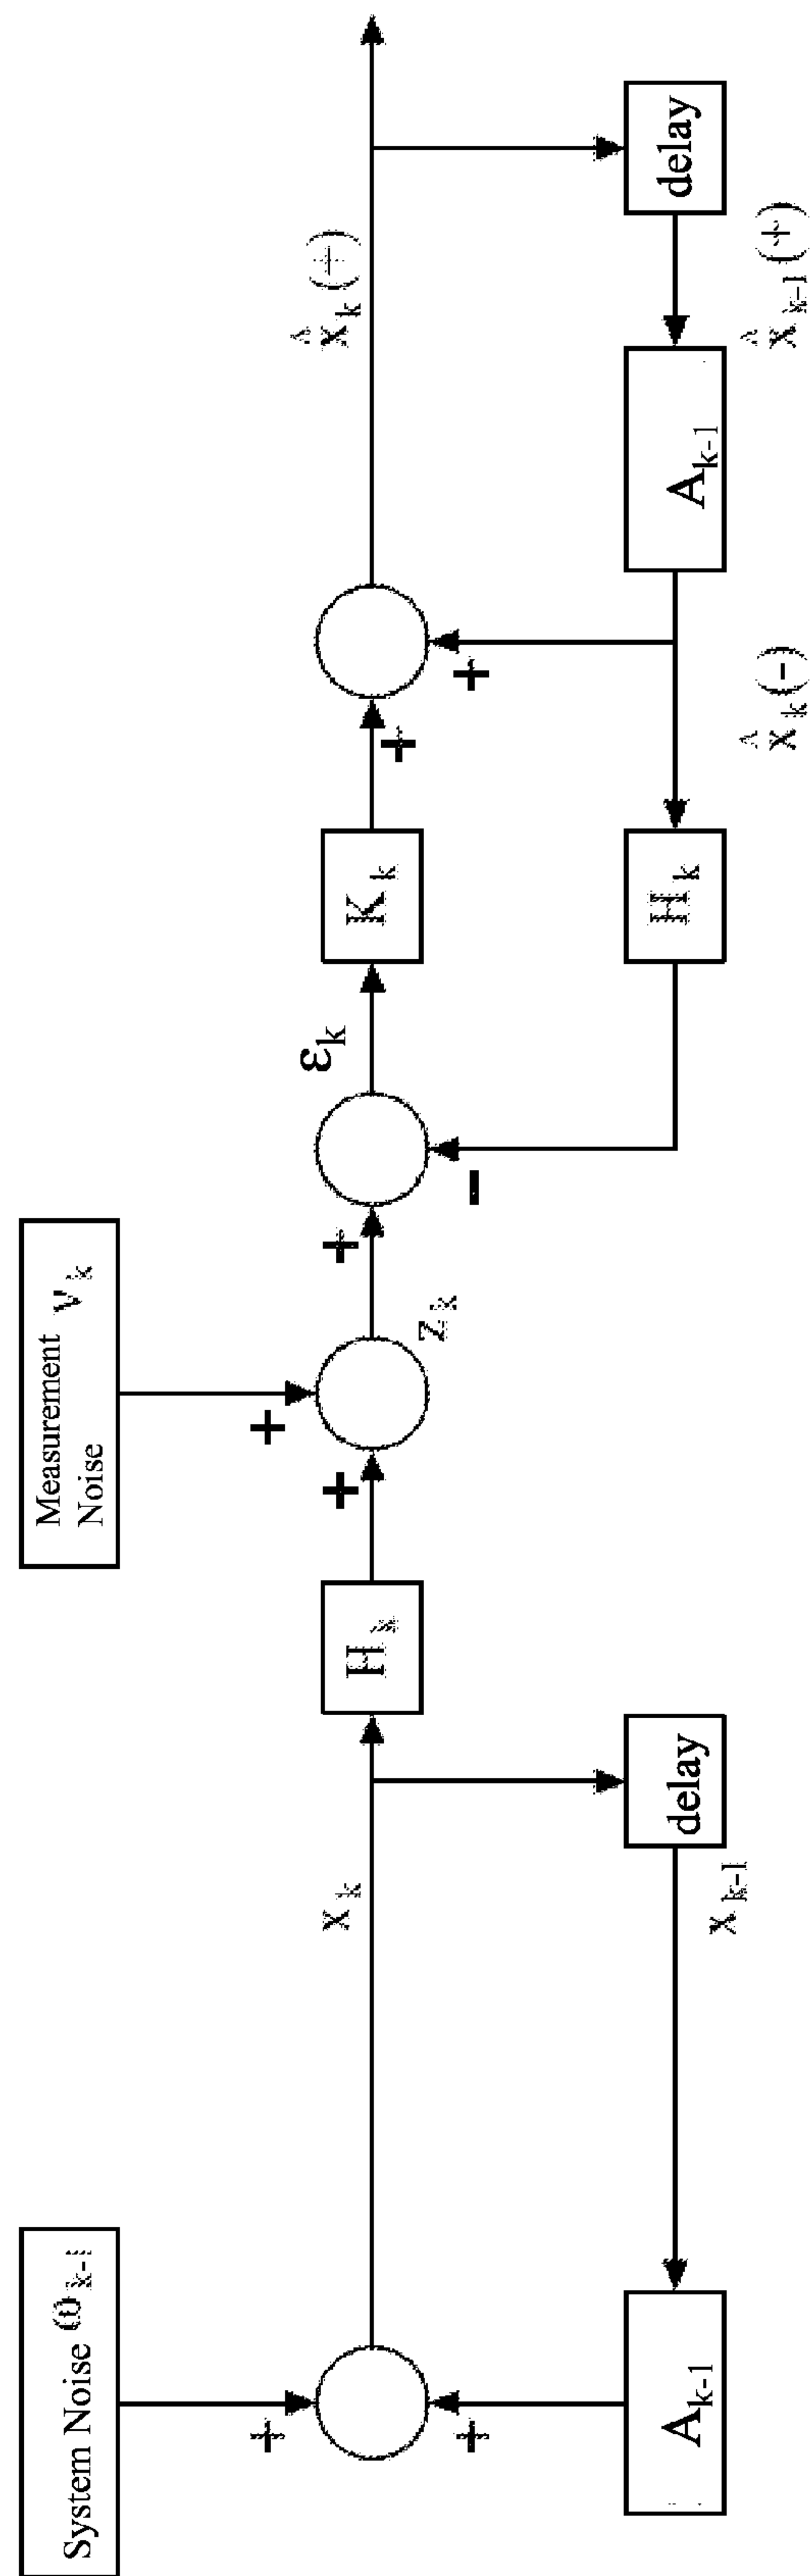 System Noise ω k-1
Measurement ν k
Noise
+
+
x k
H k
+
+
z k
+
-
ε k
K k
+
+
^
x k (+)
A k-1
x k-1
delay
H k
^
x k (-)
A k-1
^
x k-1 (+)
delay